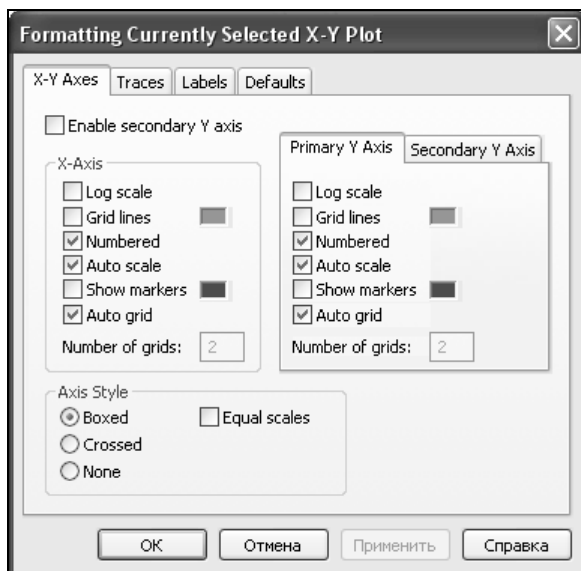 Formatting Currently Selected X-Y Plot
X-Y Axes Traces Labels Defaults
Enable secondary Y axis
X-Axis
Log scale
Grid lines
Numbered
Auto scale
Show markers
Auto grid
Number of grids: 2
Primary Y Axis Secondary Y Axis
Log scale
Grid lines
Numbered
Auto scale
Show markers
Auto grid
Number of grids: 2
Axis Style
Boxed Equal scales
Crossed
None
OK Отмена Применить Справка